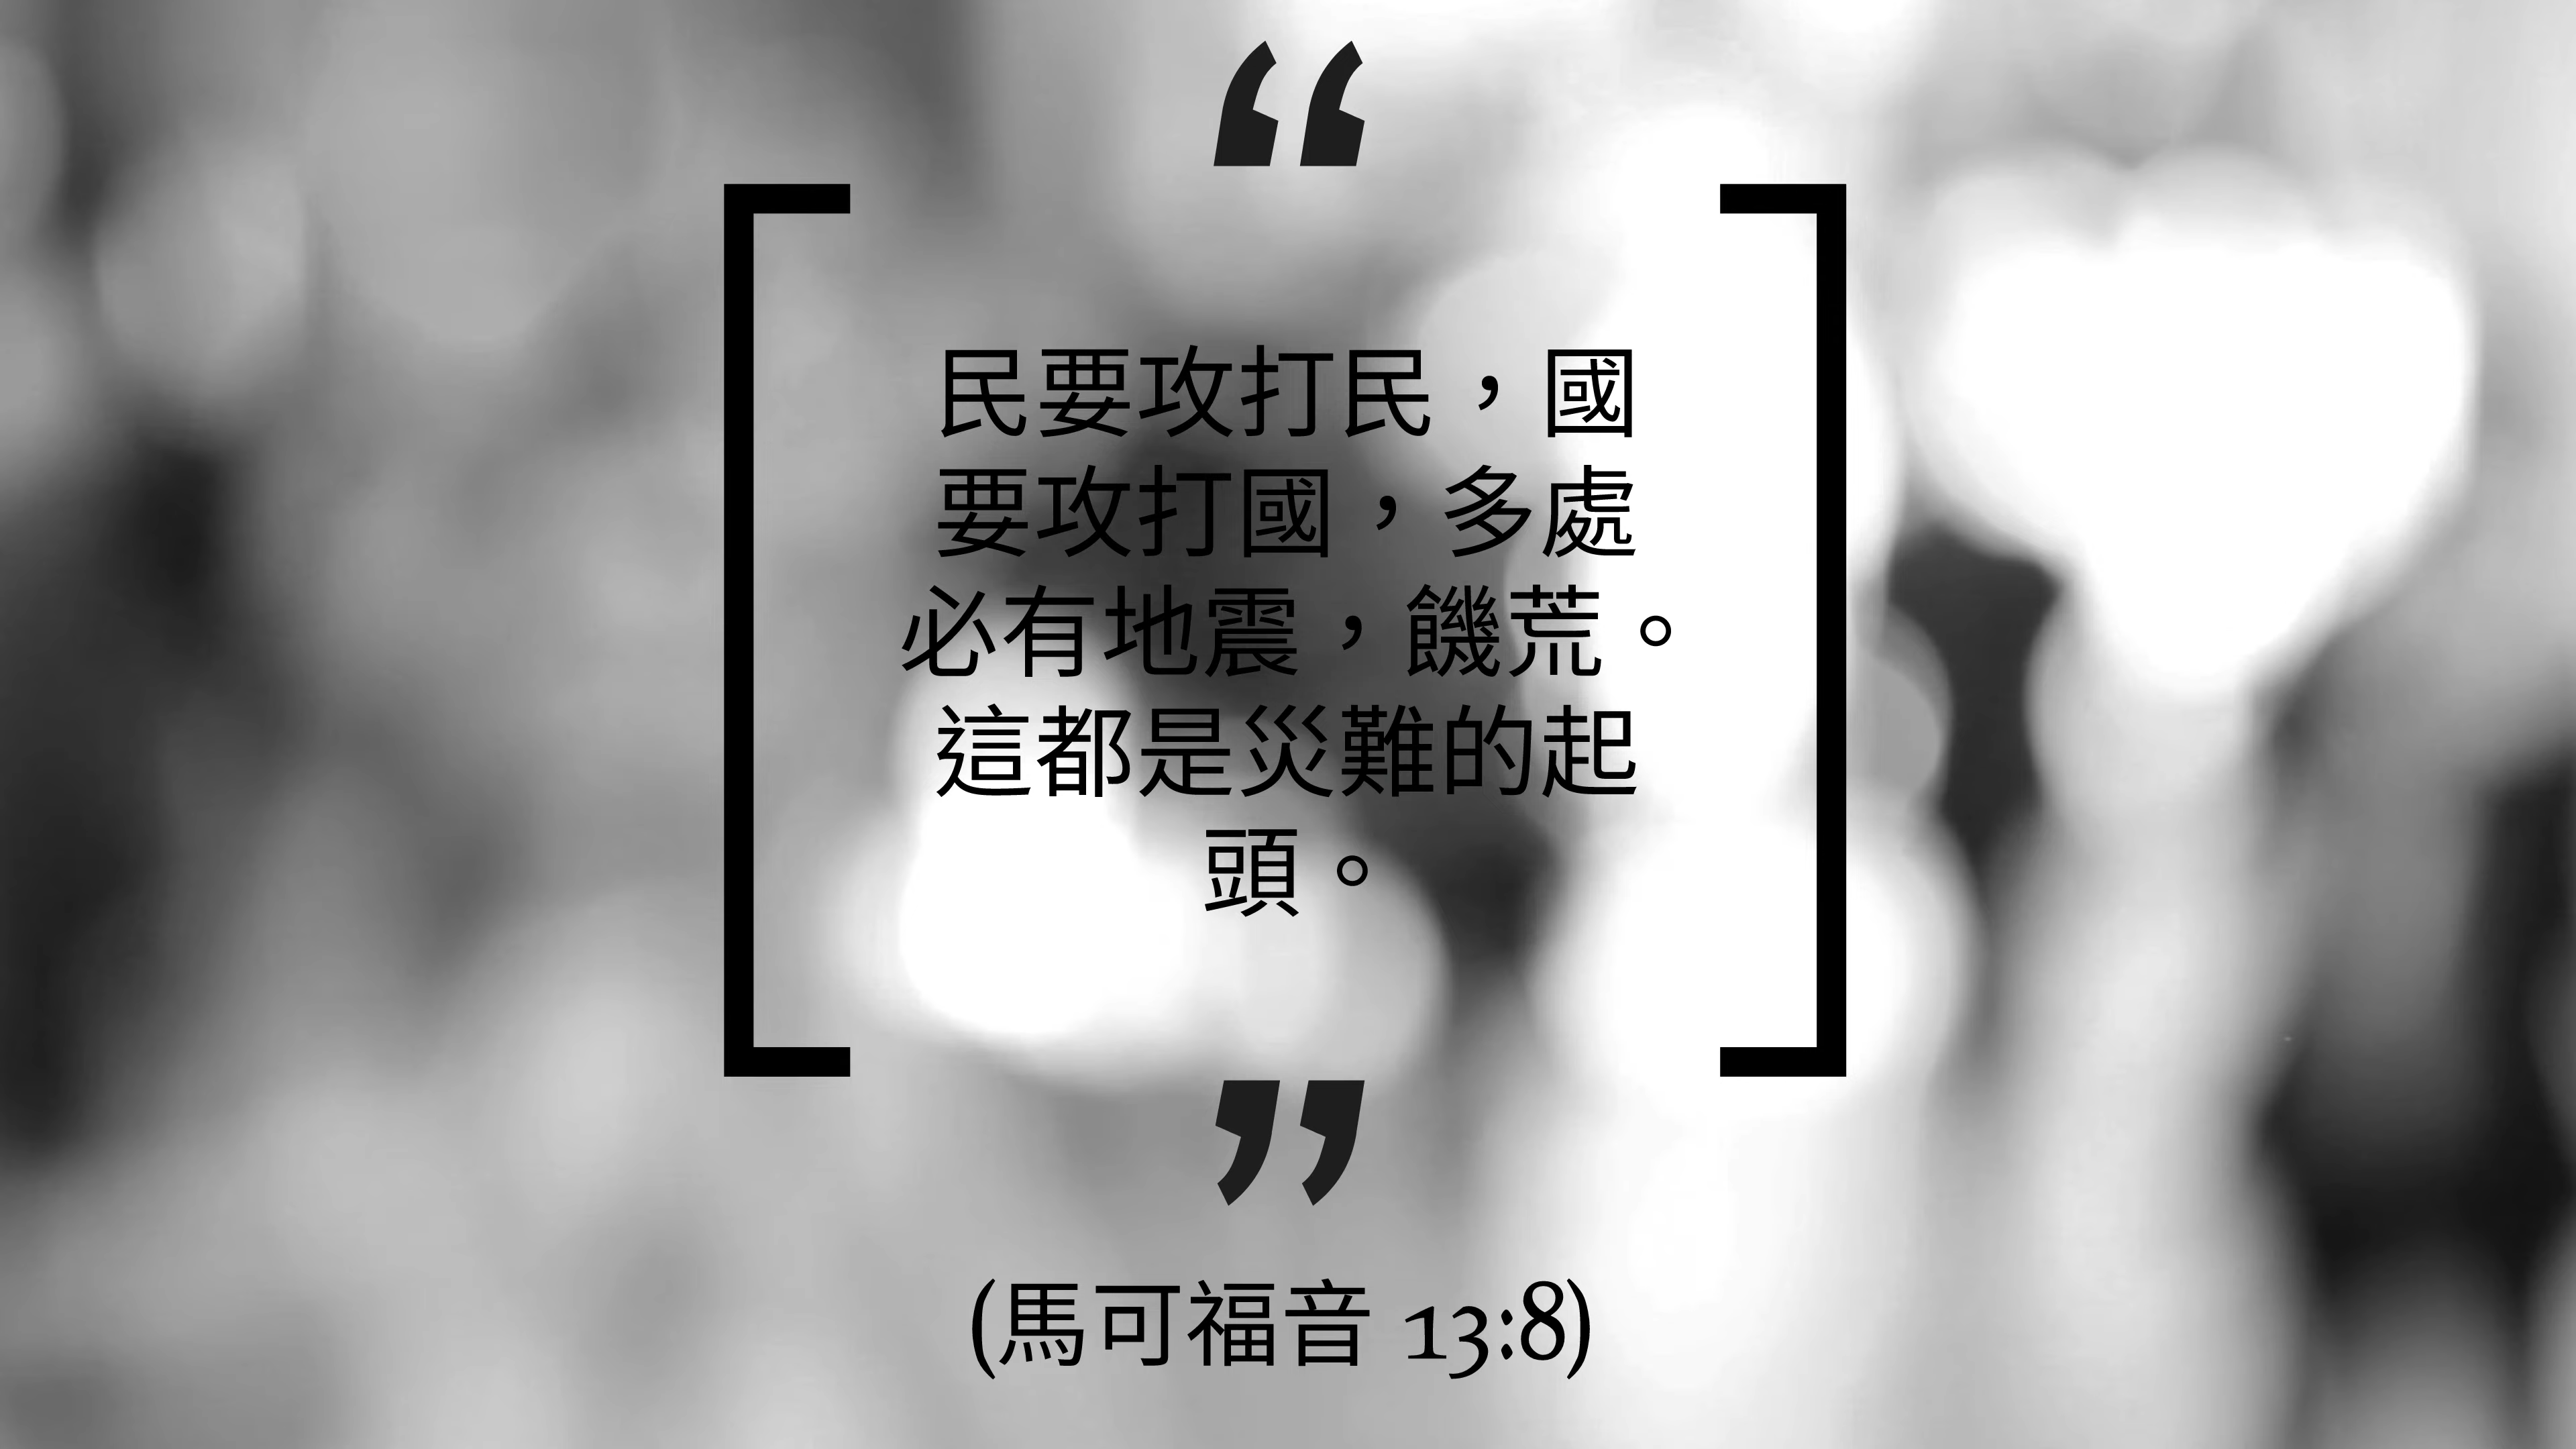 “
民要攻打民，國
要攻打國，多處
必有地震，饑荒。
這都是災難的起
頭。
”
(馬可福音 13:8)